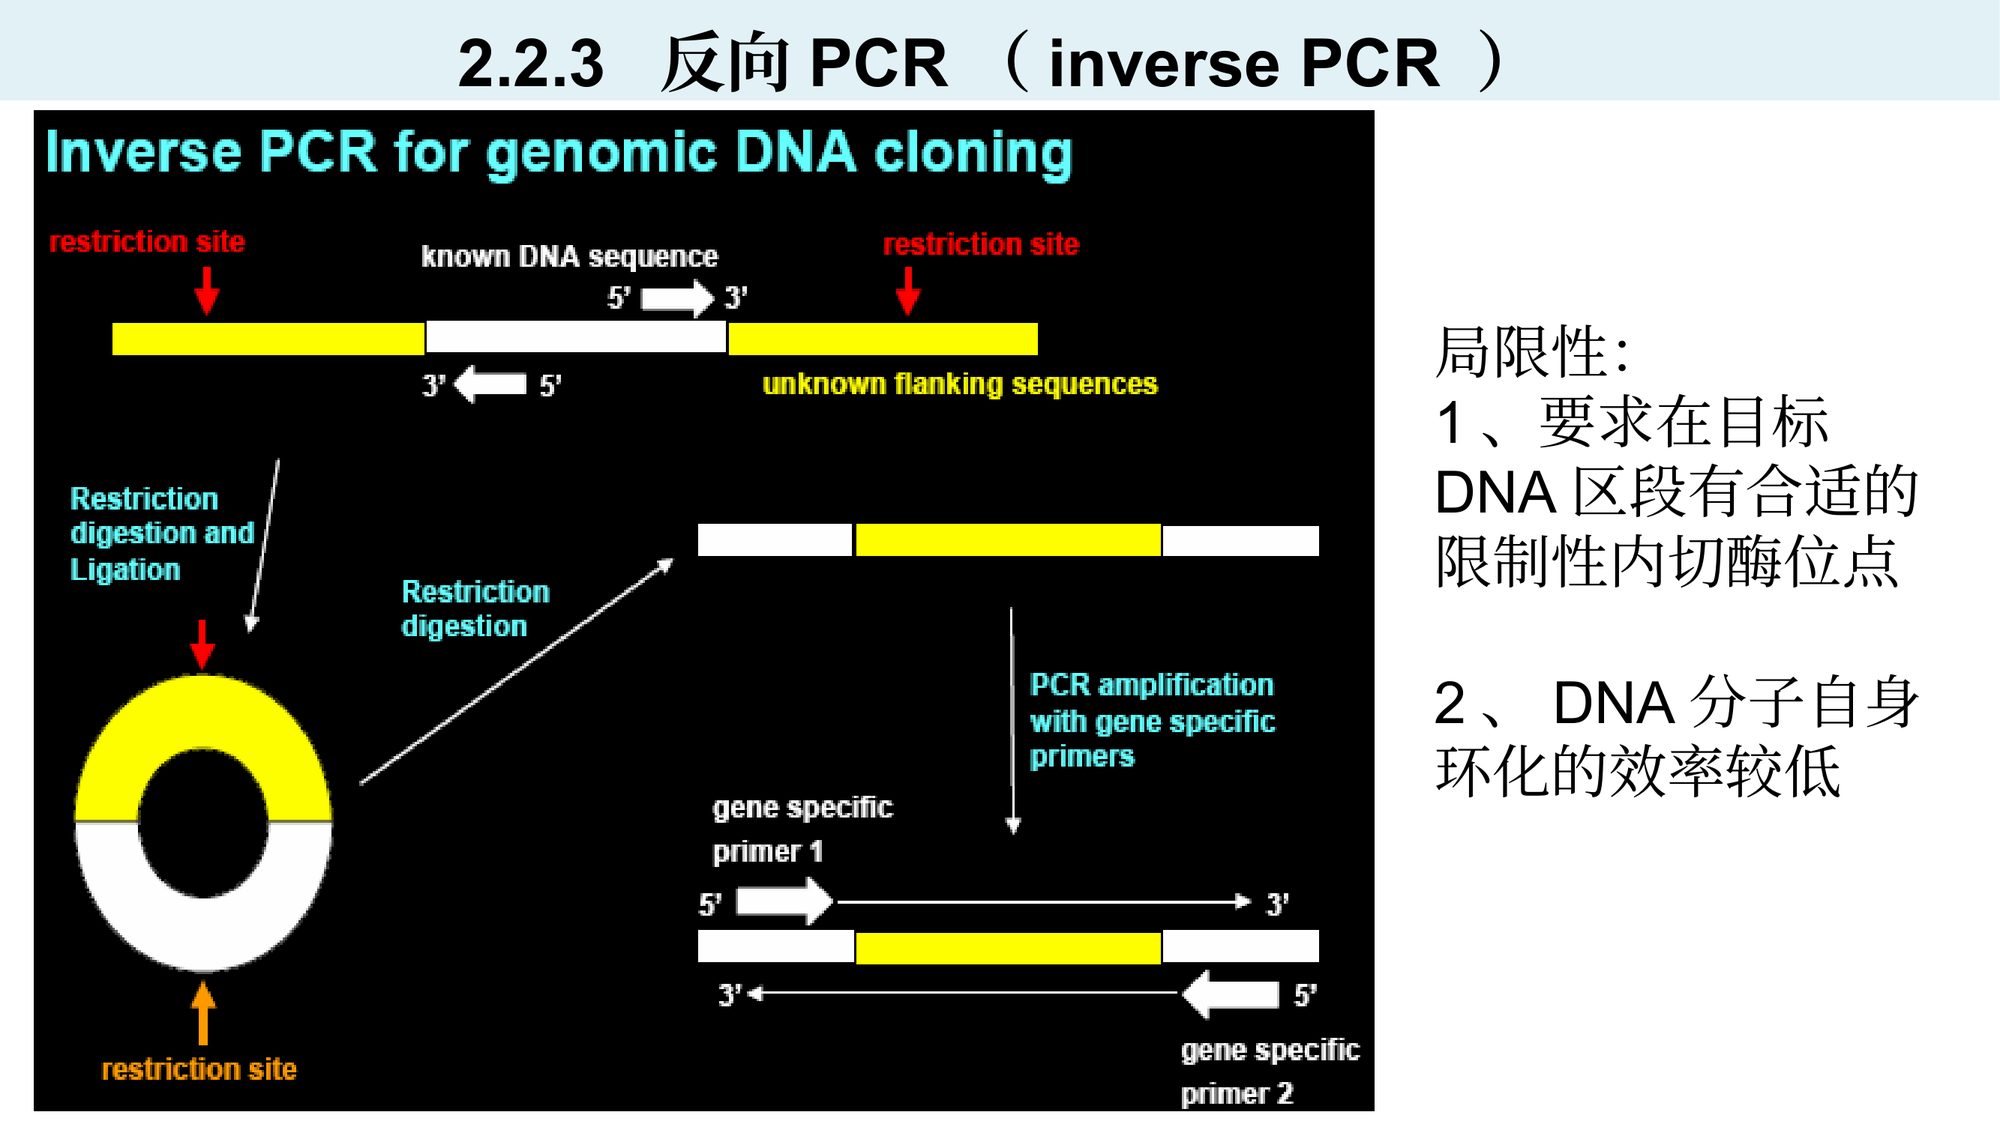 2.2.3 反向 PCR （ inverse PCR ）
Inverse PCR for genomic DNA cloning
restriction site
known DNA sequence
restriction site
5’ 3’
3’ 5’
unknown flanking sequences
Restriction
digestion and
Ligation
Restriction
digestion
PCR amplification
with gene specific
primers
gene specific
primer 1
5’ 3’
3’ 5’
gene specific
primer 2
restriction site
局限性：
1 、要求在目标
DNA 区段有合适的
限制性内切酶位点
2 、 DNA 分子自身
环化的效率较低